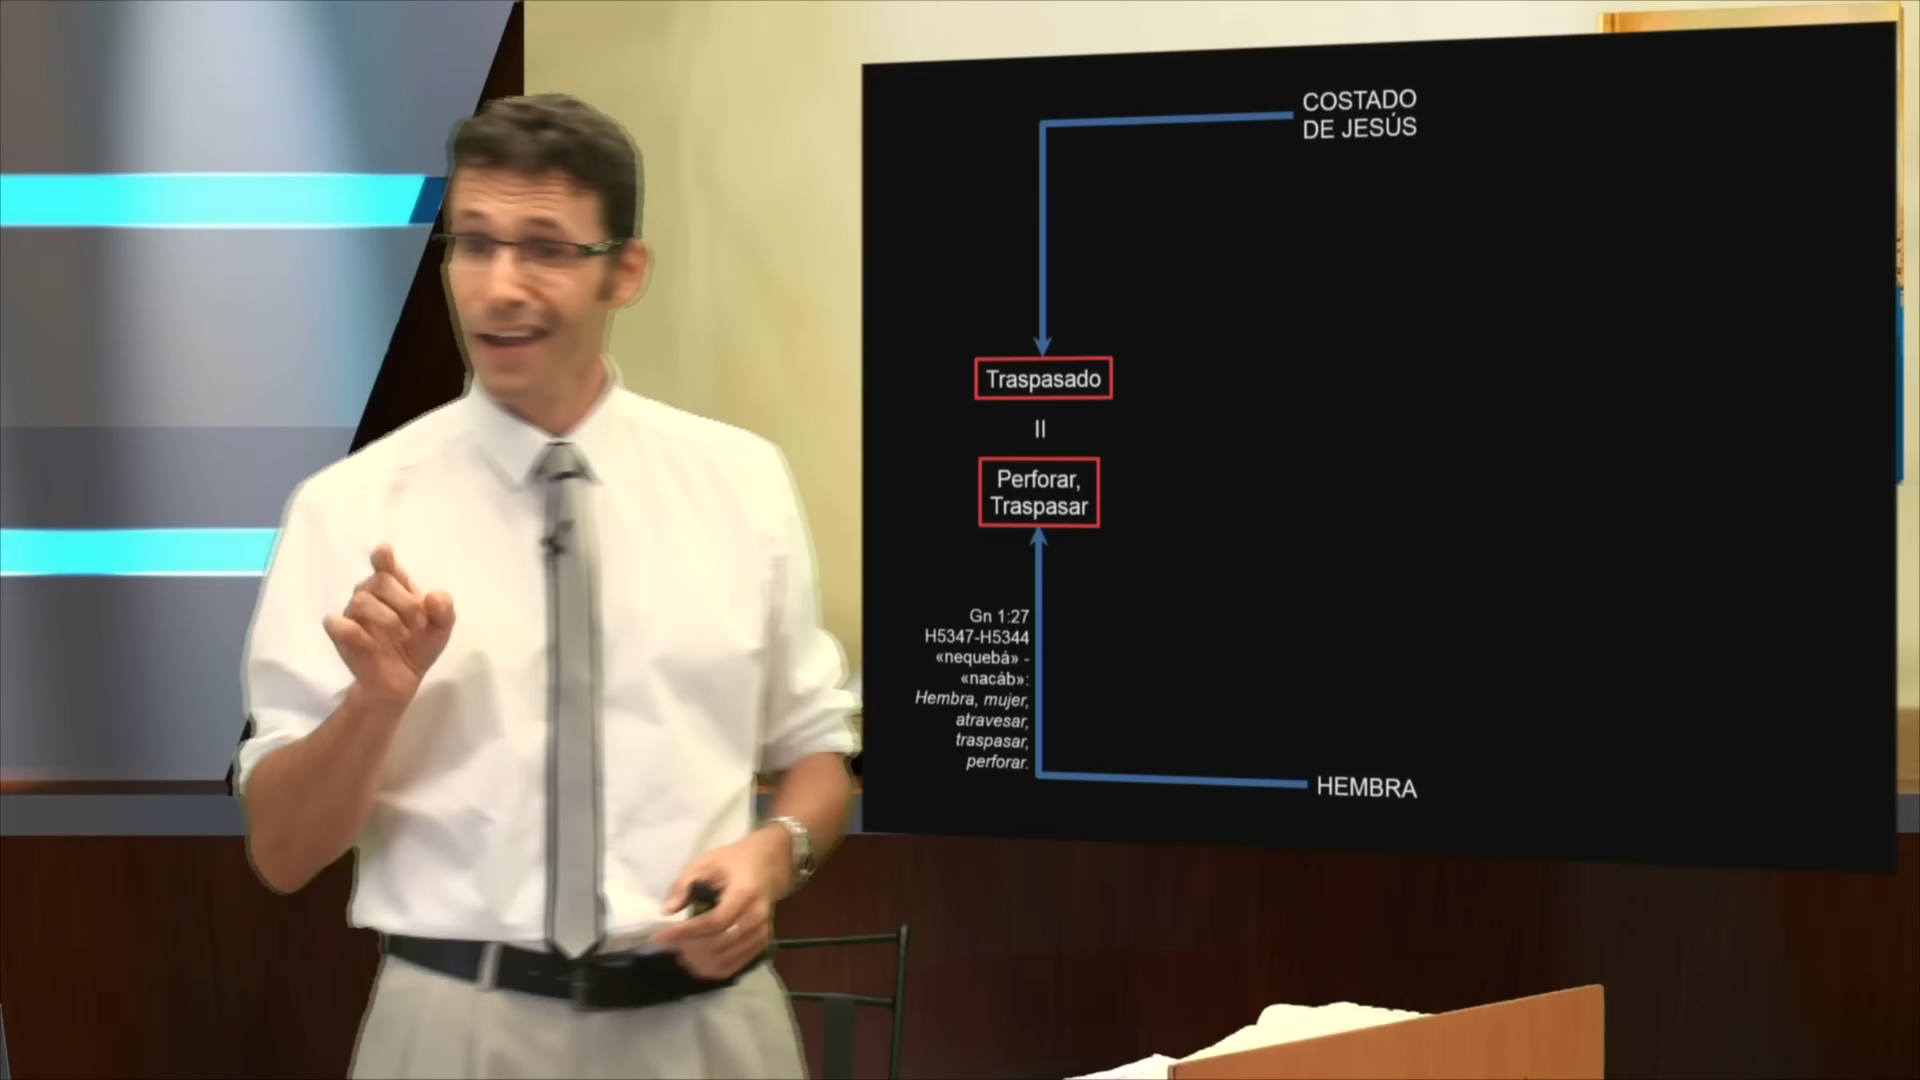 COSTADO
DE JESÚS
Traspasado
=
Perforar,
Traspasar
Gn 1:27
H5347-H5344
«nequebá» -
«nacáb»:
Hembra, mujer,
atravesar,
traspasar,
perforar.
HEMBRA